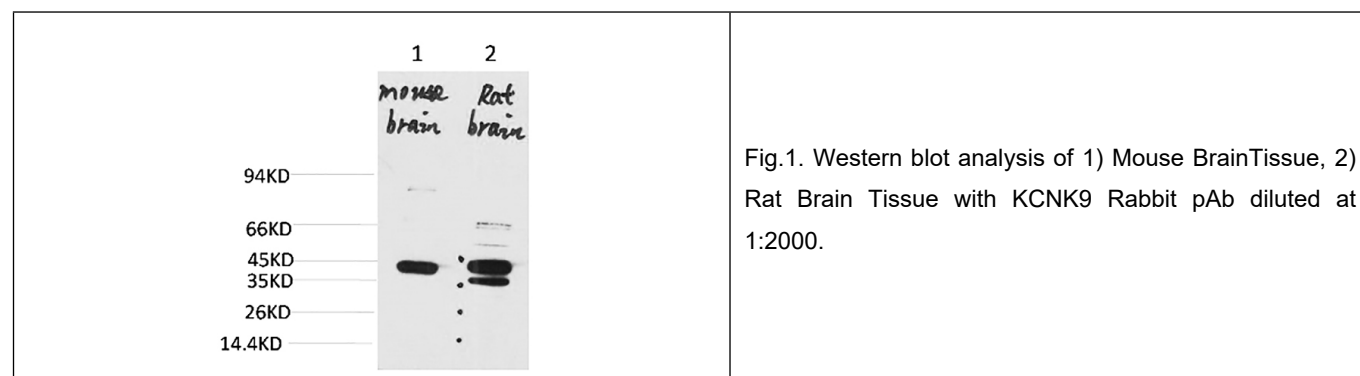 1 2
mouse Rat
brain brain
94KD
66KD
45KD
35KD
26KD
14.4KD
Fig.1. Western blot analysis of 1) Mouse BrainTissue, 2)
Rat Brain Tissue with KCNK9 Rabbit pAb diluted at
1:2000.